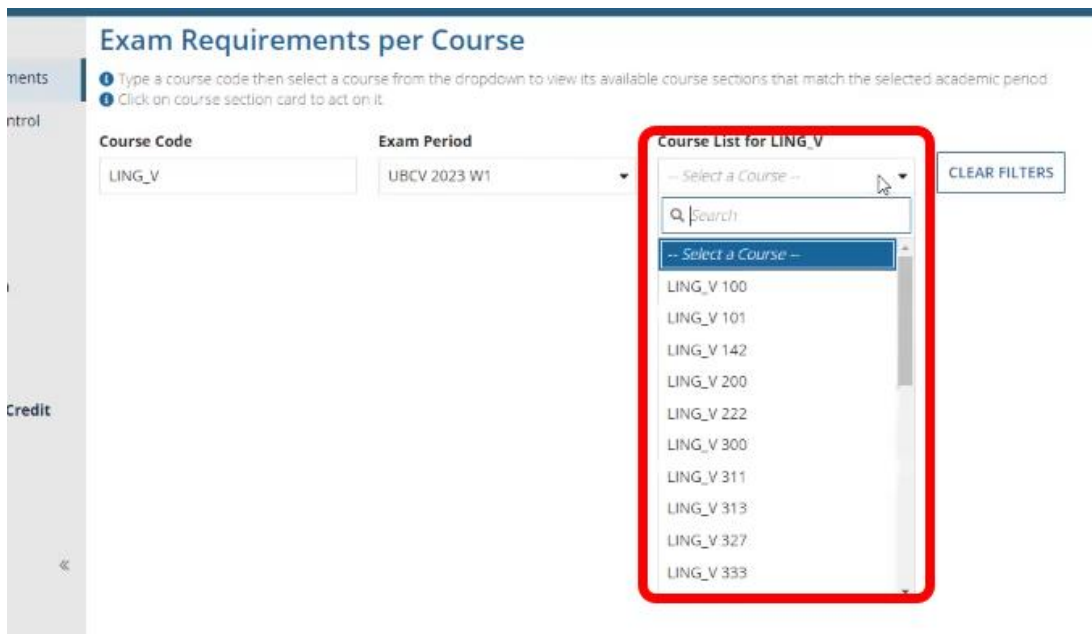 Exam Requirements per Course
ments
Type a course code then select a course from the dropdown to view its available course sections that match the selected academic period
Click on course section card to act on it.
ntrol
Course Code
Exam Period
Course List for LING_V
LING_V
UBCV 2023 W1
-- Select a Course --
CLEAR FILTERS
Search
-- Select a Course --
LING_V 100
LING_V 101
LING_V 142
LING_V 200
LING_V 222
Credit
LING_V 300
LING_V 311
LING_V 313
LING_V 327
LING_V 333